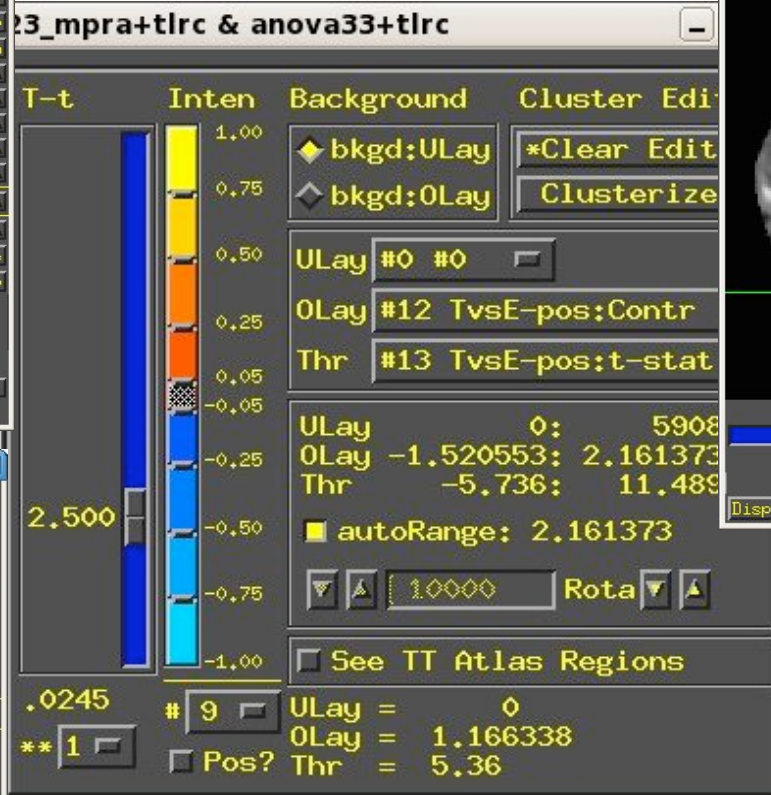 23_mpra+tlrc & anova33+tlrc
T-t Inten Background Cluster Edi
1.00
0.75
0.50
0.25
0.05
-0.05
-0.25
-0.50
-0.75
-1.00
bkgd:ULay *Clear Edit
bkgd:OLay Clusterize
ULay #0 #0
OLay #12 TvsE-pos:Contr
Thr #13 TvsE-pos:t-stat
ULay 0: 5908
OLay -1.520553: 2.161373
Thr -5.736: 11.489
2.500
autoRange: 2.161373
1.0000 Rota
See TT Atlas Regions
.0245
** 1
# 9
Pos?
ULay = 0
OLay = 1.166338
Thr = 5.36
Disp